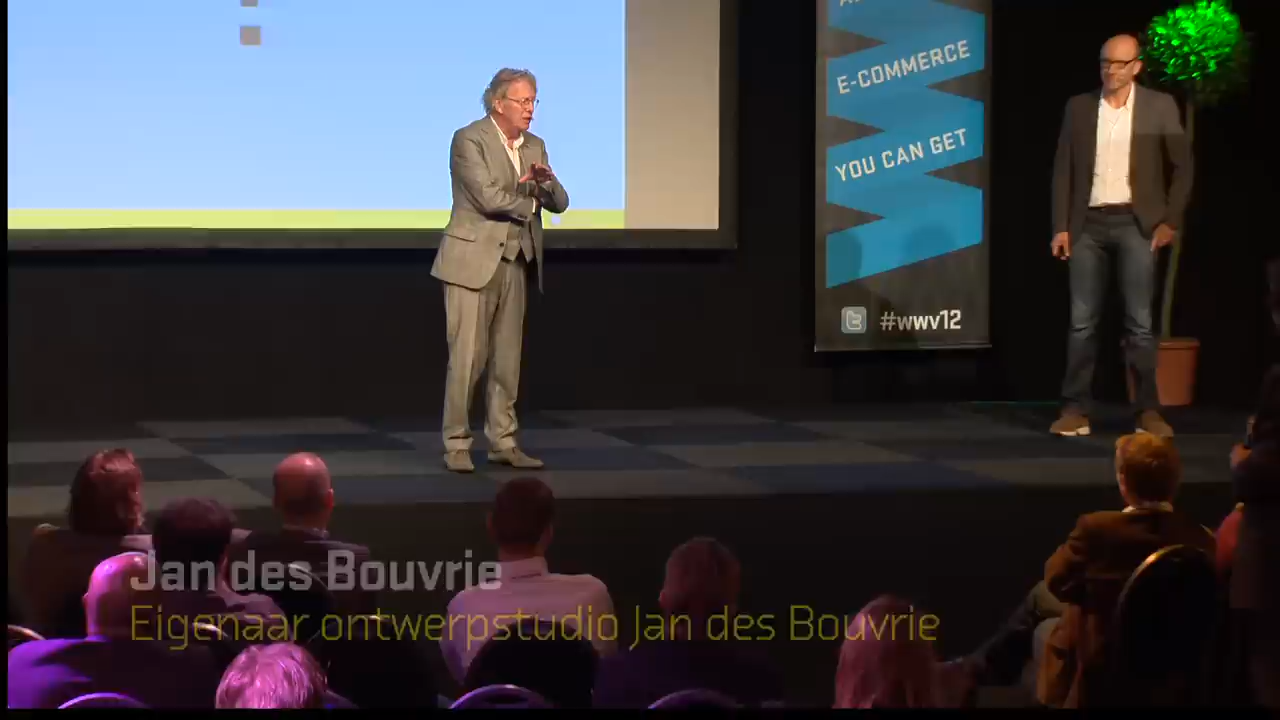 E-COMMERCE
YOU CAN GET
#wwv12
Jan des Bouvrie
Eigenaar ontwerpstudio Jan des Bouvrie